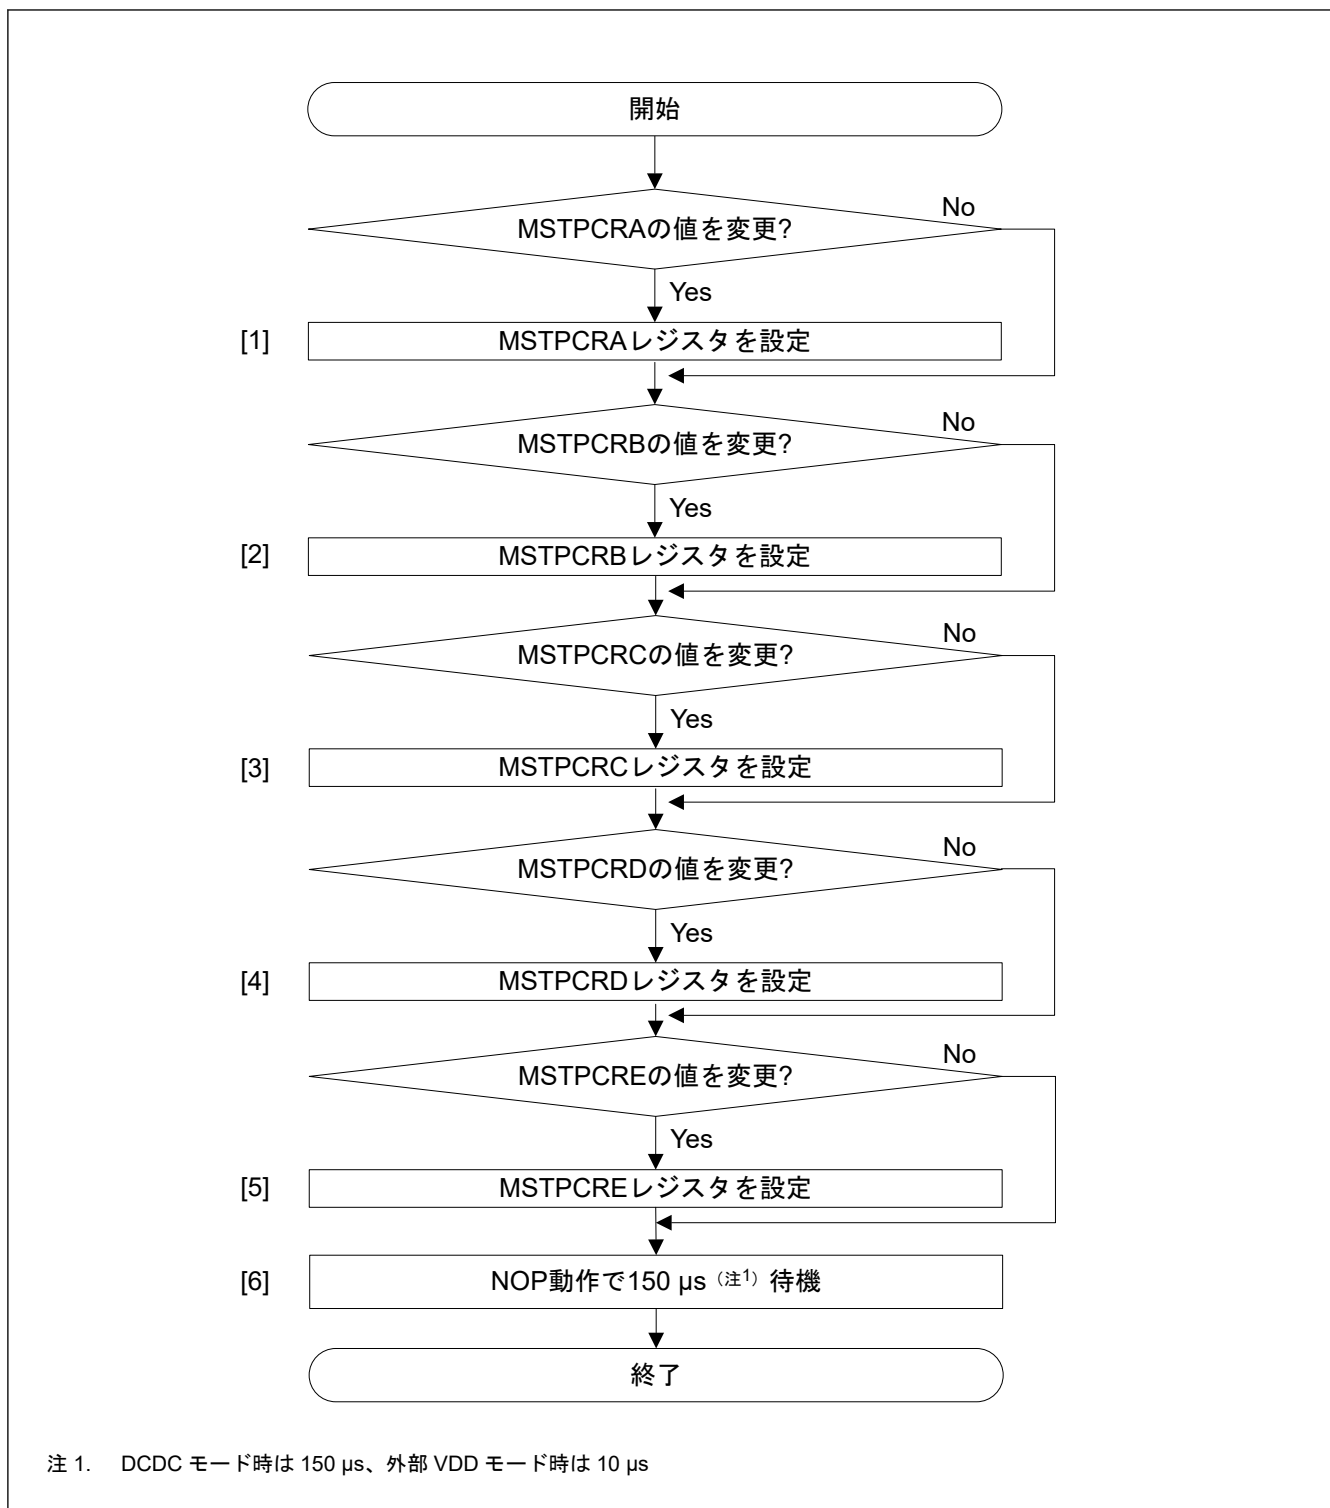 開始
MSTPCRAの値を変更?
No
Yes
[1]
MSTPCRAレジスタを設定
MSTPCRBの値を変更?
No
Yes
[2]
MSTPCRBレジスタを設定
MSTPCRCの値を変更?
No
Yes
[3]
MSTPCRCレジスタを設定
MSTPCRDの値を変更?
No
Yes
[4]
MSTPCRDレジスタを設定
MSTPCREの値を変更?
No
Yes
[5]
MSTPCREレジスタを設定
[6]
NOP動作で150 µs（注1）待機
終了
注 1. DCDC モード時は 150 µs、外部 VDD モード時は 10 µs